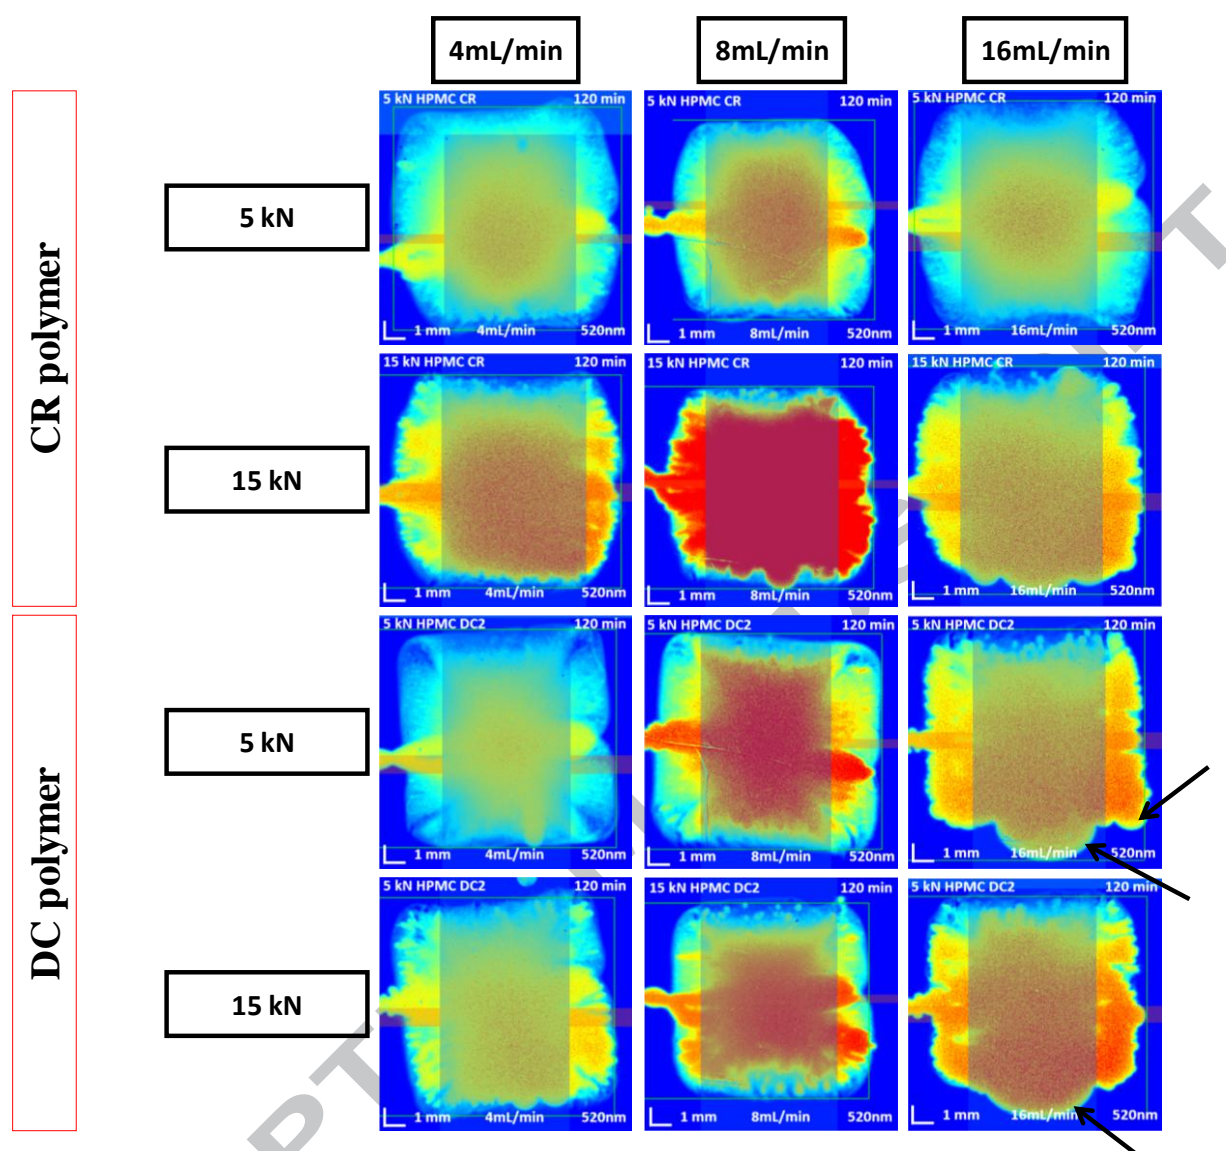 4mL/min
8mL/min
16mL/min
CR polymer
5 kN
5 kN HPMC CR 120 min
1 mm 4mL/min 520nm
5 kN HPMC CR 120 min
1 mm 8mL/min 520nm
5 kN HPMC CR 120 min
1 mm 16mL/min 520nm
15 kN
15 kN HPMC CR 120 min
1 mm 4mL/min 520nm
15 kN HPMC CR 120 min
1 mm 8mL/min 520nm
15 kN HPMC CR 120 min
1 mm 16mL/min 520nm
DC polymer
5 kN
5 kN HPMC DC2 120 min
1 mm 4mL/min 520nm
5 kN HPMC DC2 120 min
1 mm 8mL/min 520nm
5 kN HPMC DC2 120 min
1 mm 16mL/min 520nm
15 kN
5 kN HPMC DC2 120 min
1 mm 4mL/min 520nm
15 kN HPMC DC2 120 min
1 mm 8mL/min 520nm
5 kN HPMC DC2 120 min
1 mm 16mL/min 520nm